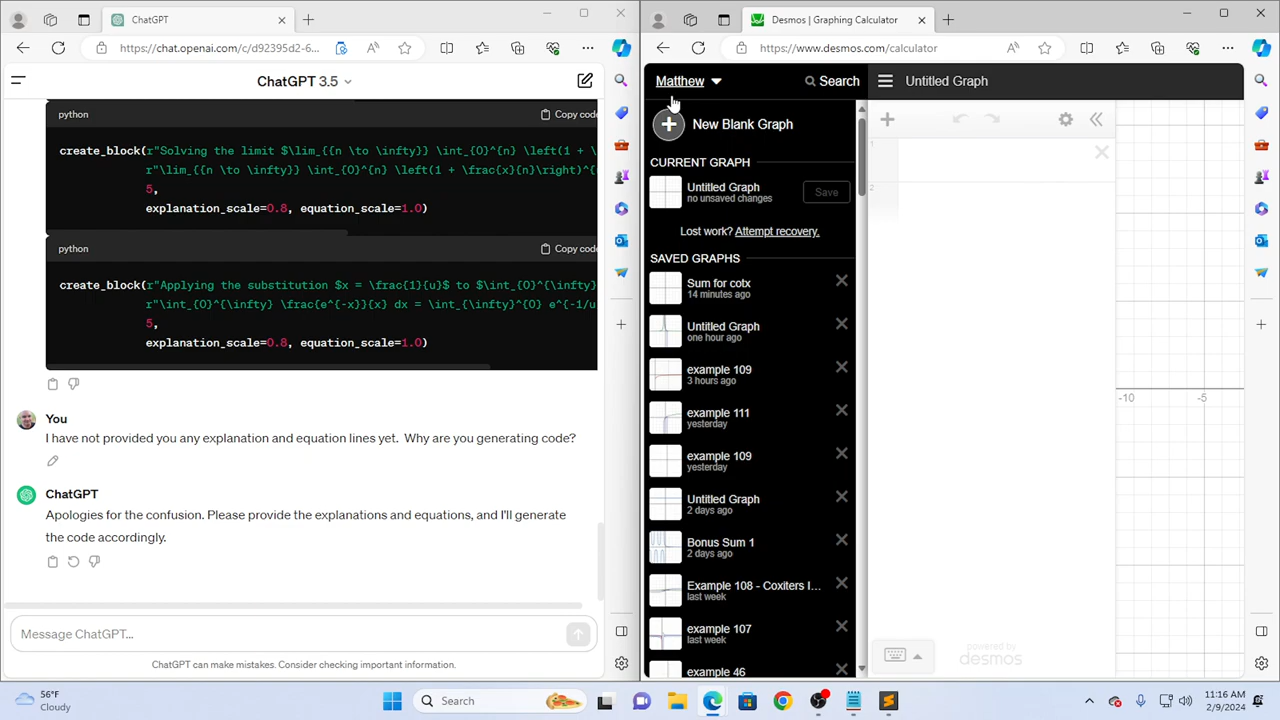 ChatGPT
https://chat.openai.com/c/d92395d2-6...
ChatGPT 3.5
python
Copy code
create_block(r"Solving the limit $\lim_{{n \to \infty}} \int_{0}^{n} \left(1 +
r"\lim_{{n \to \infty}} \int_{0}^{n} \left(1 + \frac{x}{n}\right)^{
5,
explanation_scale=0.8, equation_scale=1.0)
python
Copy code
create_block(r"Applying the substitution $x = \frac{1}{u}$ to $\int_{0}^{\infty
r"\int_{0}^{\infty} \frac{e^{-x}}{x} dx = \int_{\infty}^{0} e^{-1/u
5,
explanation_scale=0.8, equation_scale=1.0)
You
I have not provided you any explanation and equation lines yet. Why are you generating code?
ChatGPT
Apologies for the confusion. Please provide the explanations and equations, and I'll generate
the code accordingly.
Message ChatGPT...
ChatGPT can make mistakes. Consider checking important information.
Desmos | Graphing Calculator
https://www.desmos.com/calculator
Matthew
Search
Untitled Graph
New Blank Graph
CURRENT GRAPH
Untitled Graph
no unsaved changes
Save
Lost work? Attempt recovery.
SAVED GRAPHS
Sum for cotx
14 minutes ago
Untitled Graph
one hour ago
example 109
3 hours ago
example 111
yesterday
example 109
yesterday
Untitled Graph
2 days ago
Bonus Sum 1
2 days ago
Example 108 - Coxiters I...
last week
example 107
last week
example 46
1
2
-10
-5
powered by
desmos
56°F
Cloudy
Search
11:16 AM
2/9/2024